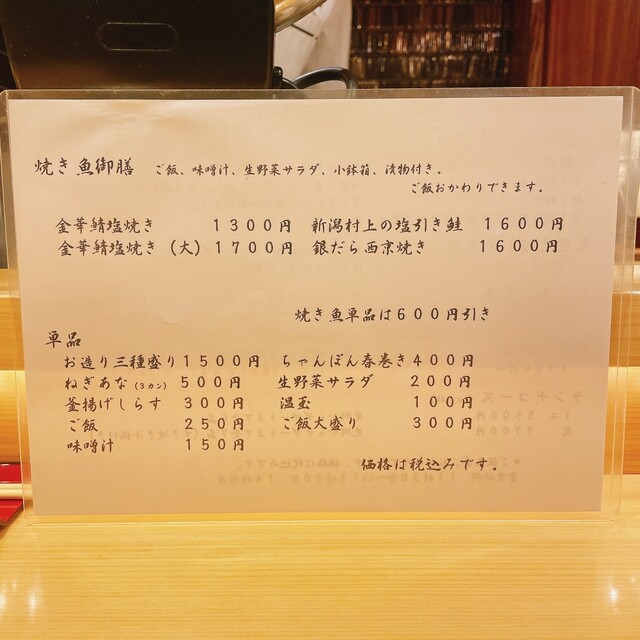 焼き魚御膳　ご飯、味噌汁、生野菜サラダ、小鉢箱、漬物付き。
ご飯おかわりできます。
金華鯖塩焼き　１３００円　新潟村上の塩引き鮭　１６００円
金華鯖塩焼き（大）１７００円　銀だら西京焼き　１６００円
焼き魚単品は６００円引き
単品
お造り三種盛り１５００円　ちゃんぽん春巻き４００円
ねぎあな（３カン）５００円　生野菜サラダ　２００円
釜揚げしらす　３００円　温玉　１００円
ご飯　２５０円　ご飯大盛り　３００円
味噌汁　１５０円
価格は税込みです。